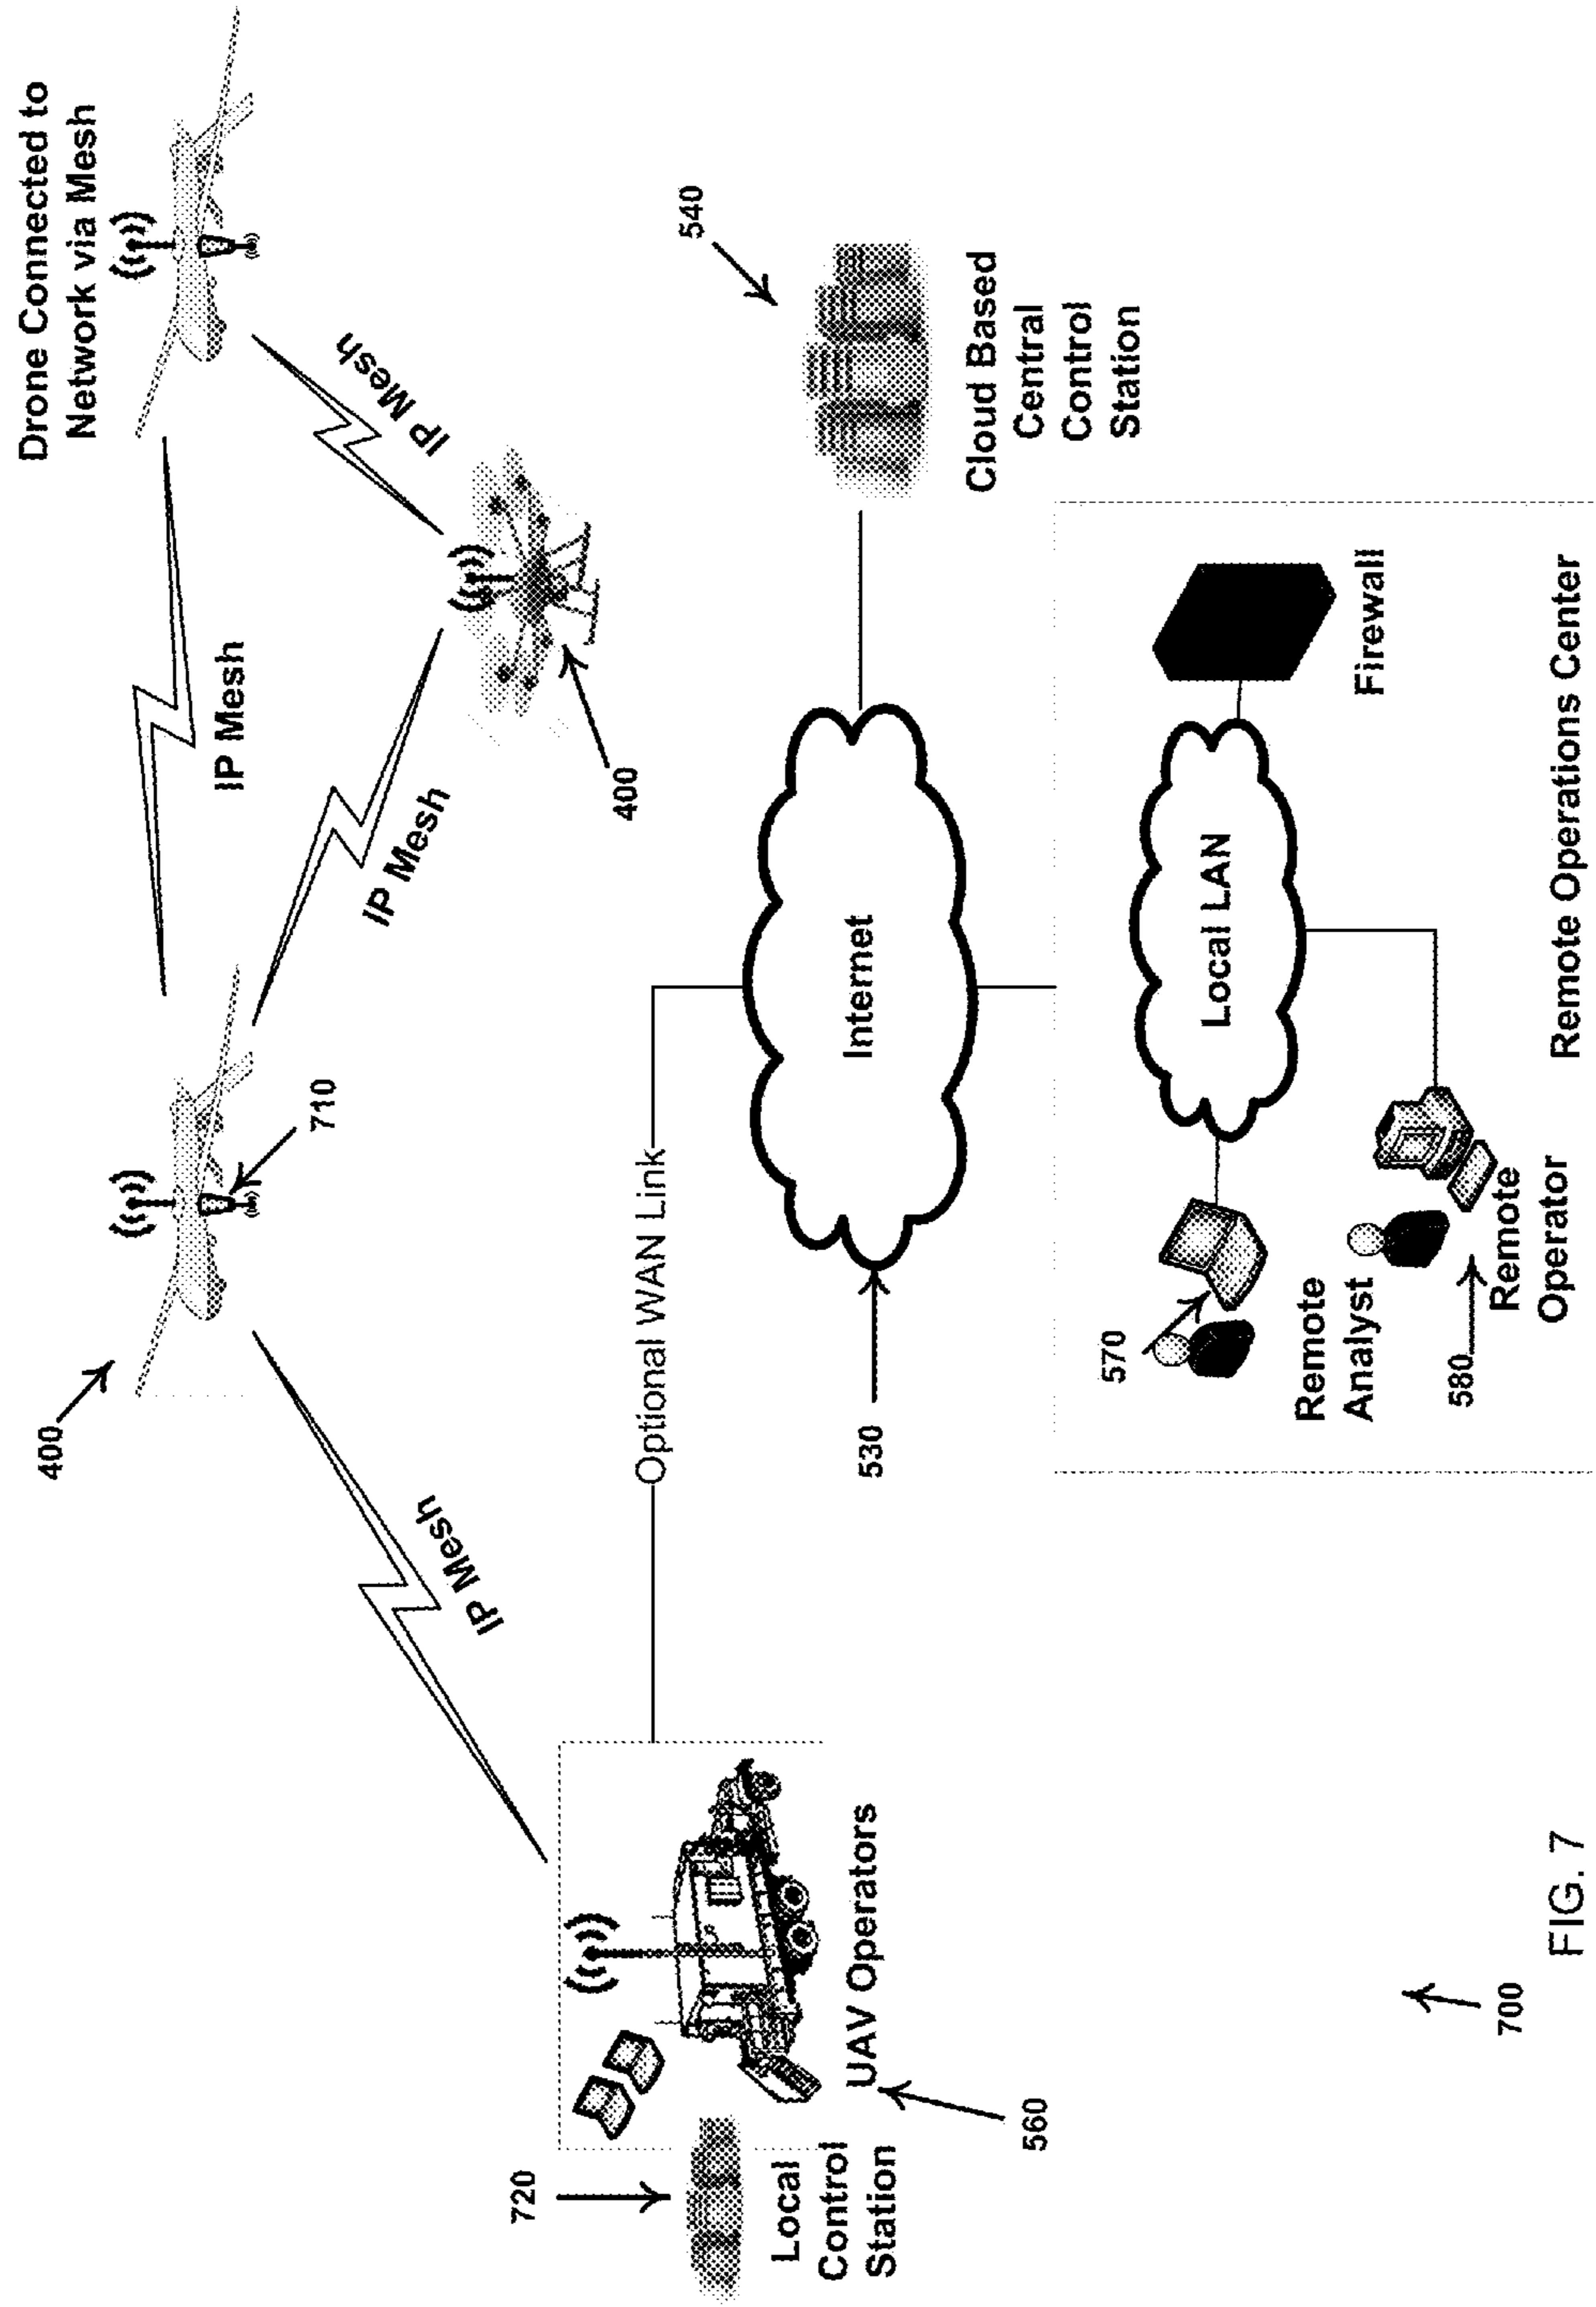 Drone Connected to
Network via Mesh
400
710
IP Mesh
IP Mesh
IP Mesh
IP Mesh
400
Optional WAN Link
540
Cloud Based
Central
Control
Station
Internet
530
720
Local
Control
Station
UAV Operators
560
Local LAN
Firewall
570
Remote
Analyst
580
Remote
Operator
Remote Operations Center
700
FIG. 7